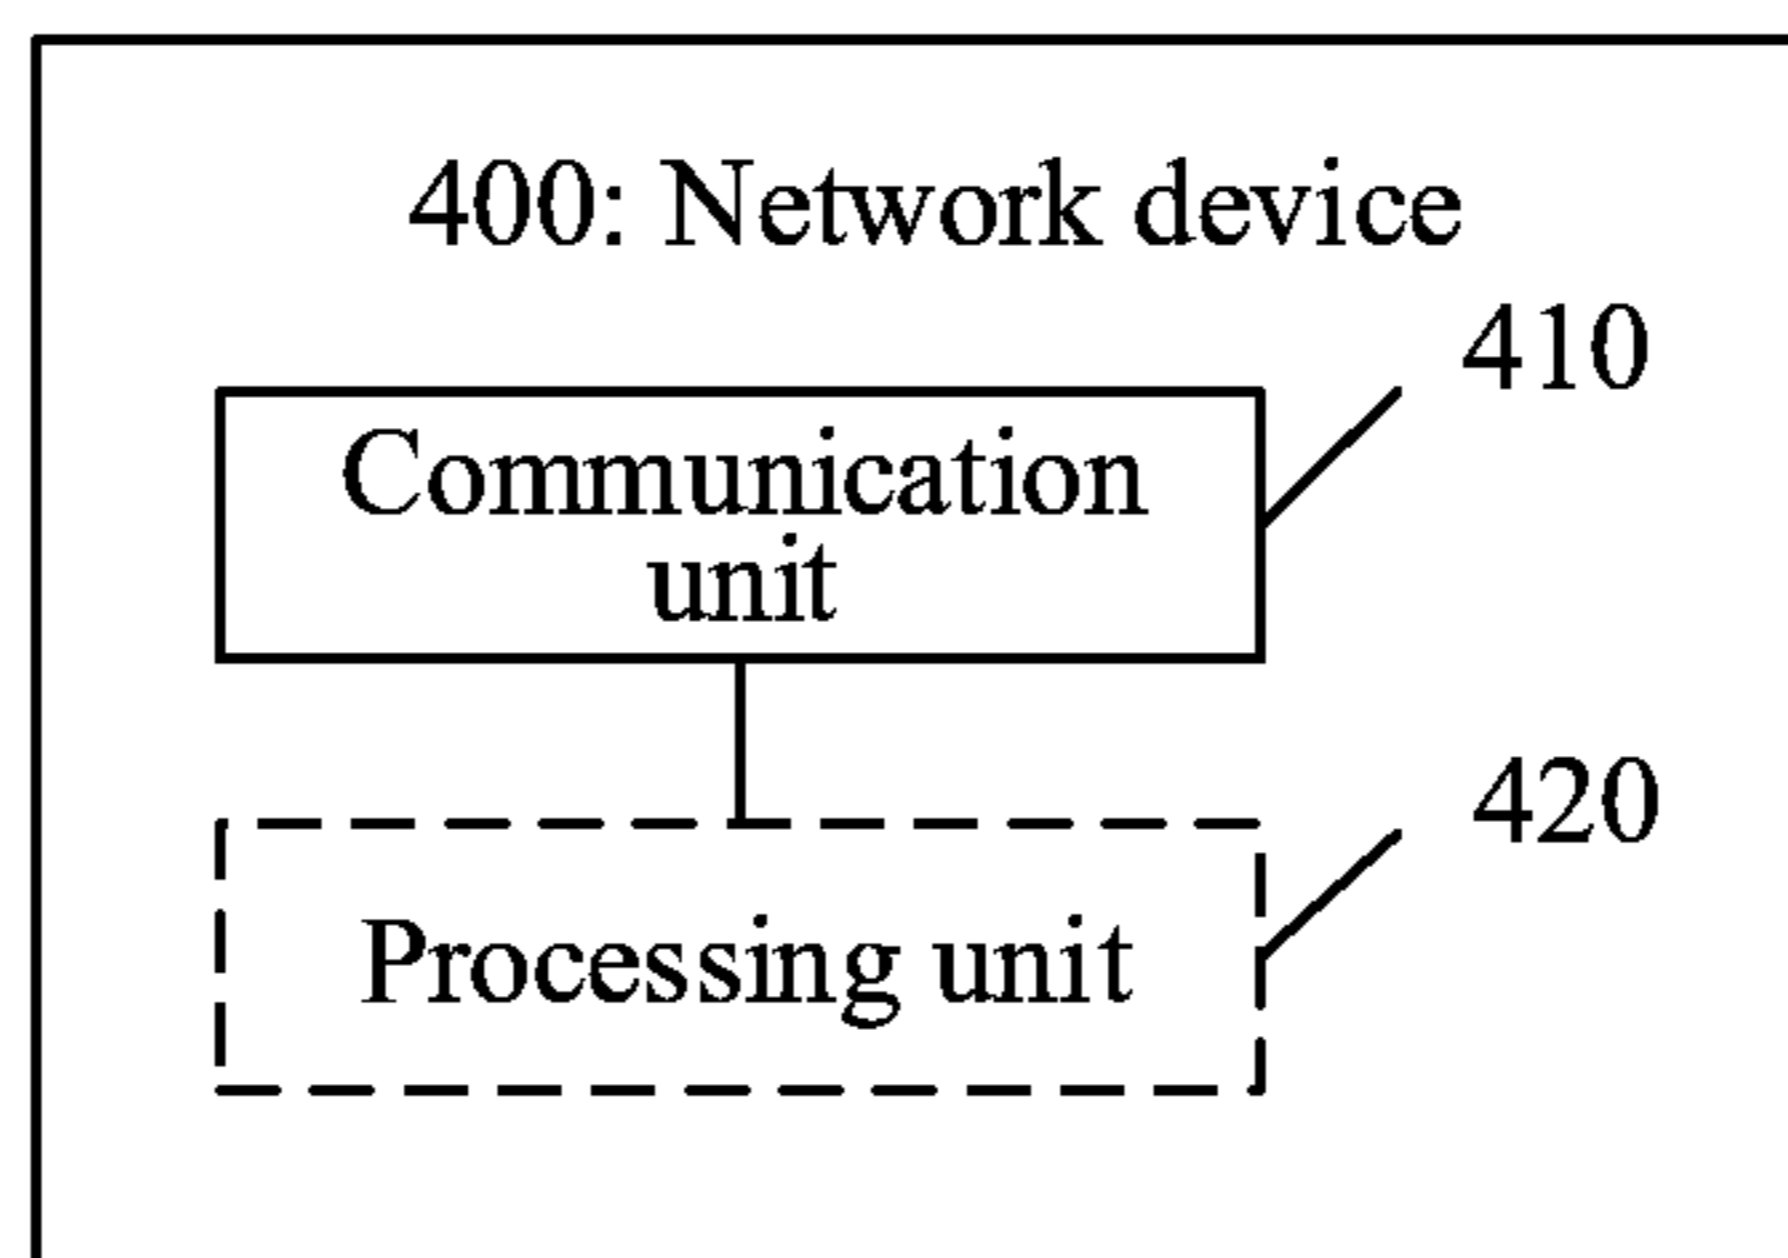 400: Network device
410
Communication
unit
420
Processing unit